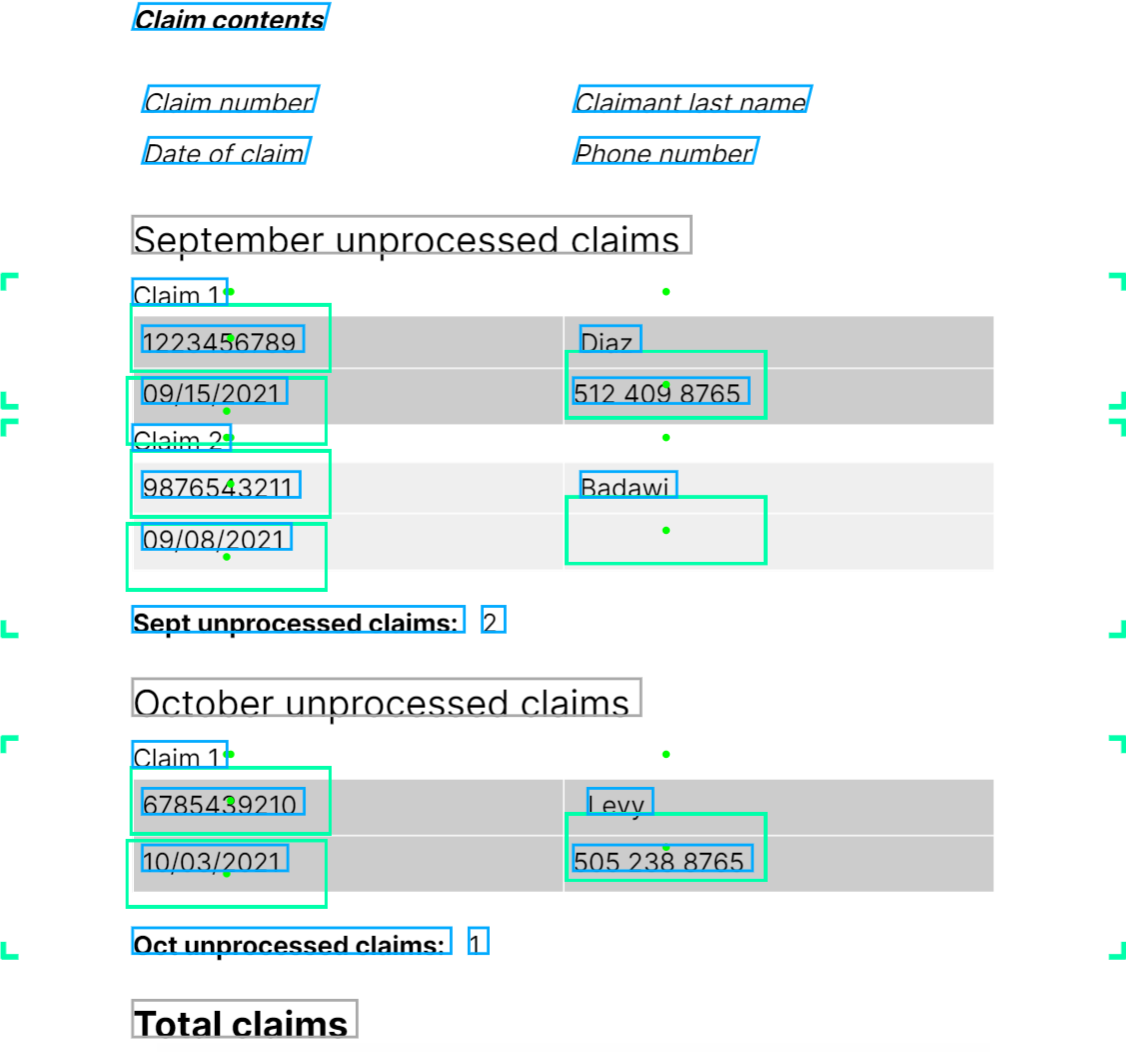 Claim contents
Claim number Claimant last name
Date of claim Phone number
September unprocessed claims
Claim 1
1223456789 Diaz
09/15/2021 512 409 8765
Claim 2
9876543211 Badawi
09/08/2021
Sept unprocessed claims: 2
October unprocessed claims
Claim 1
6785439210 Levy
10/03/2021 505 238 8765
Oct unprocessed claims: 1
Total claims